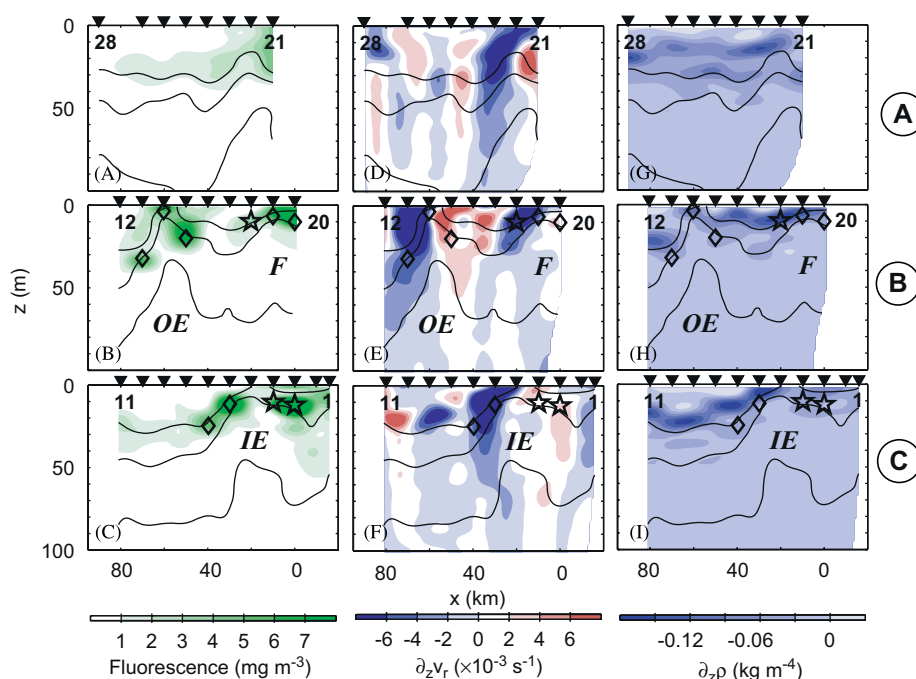 0
28
21
50
(A)
(D)
(G)
A
0
12
20
50
OE
F
(B)
12
20
OE
F
(E)
12
20
OE
F
(H)
B
z (m)
0
11
1
50
IE
(C)
100
11
1
IE
(F)
11
1
IE
(I)
C
28
21
28
21
80 40 0
80 40 0
80 40 0
x (km)
1 2 3 4 5 6 7
-6 -4 -2 0 2 4 6
-0.12 -0.06 0
Fluorescence (mg m⁻³)
∂zvr (×10⁻³ s⁻¹)
∂zρ (kg m⁻⁴)